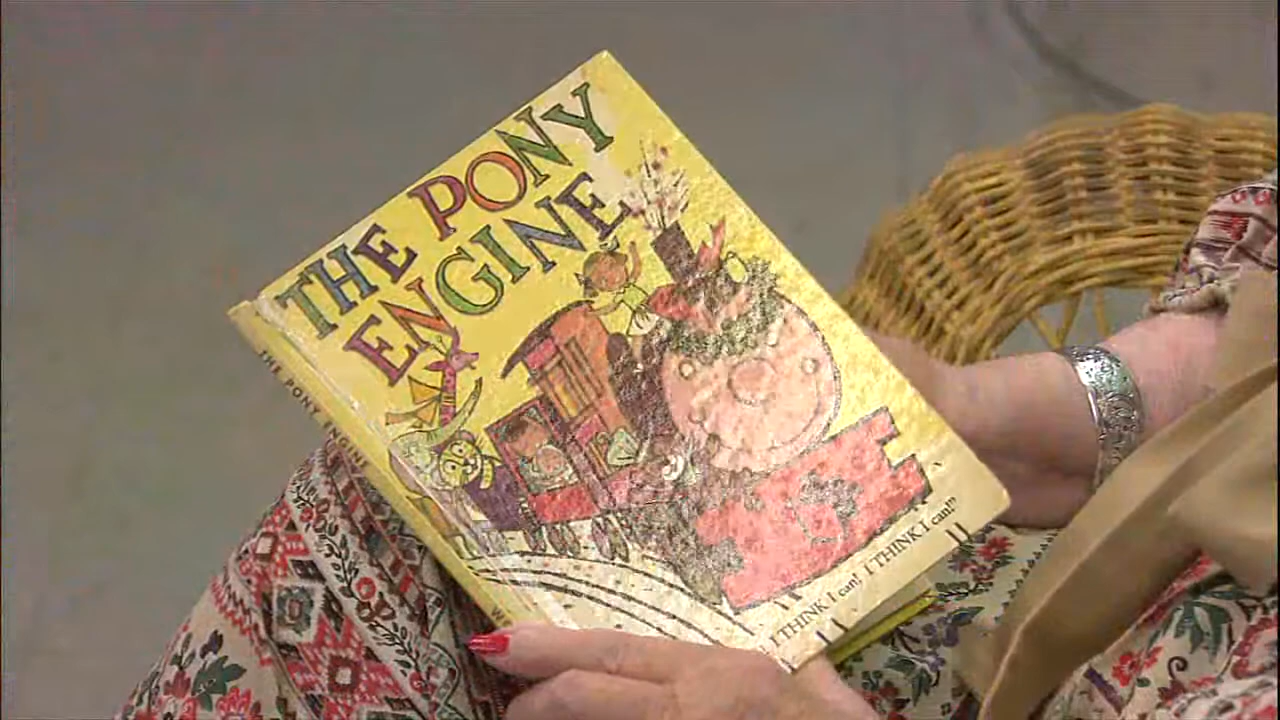 THE PONY
ENGINE
THE PONY ENGINE
I THINK I can! I THINK I can!"